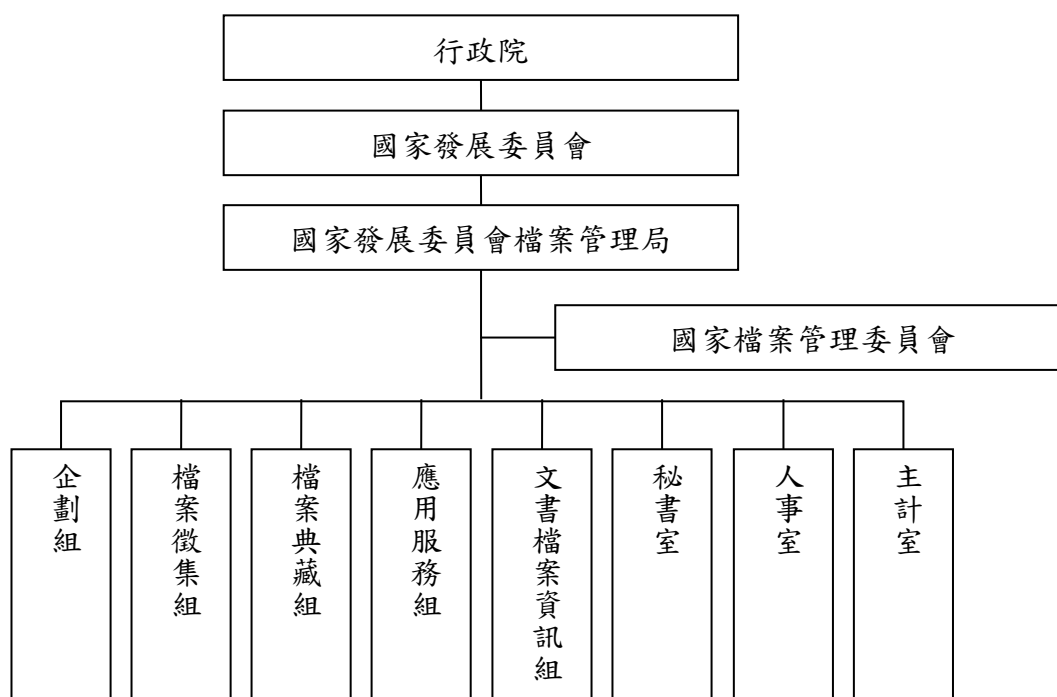 行政院
國家發展委員會
國家發展委員會檔案管理局
國家檔案管理委員會
企劃組
檔案徵集組
檔案典藏組
應用服務組
文書檔案資訊組
秘書室
人事室
主計室